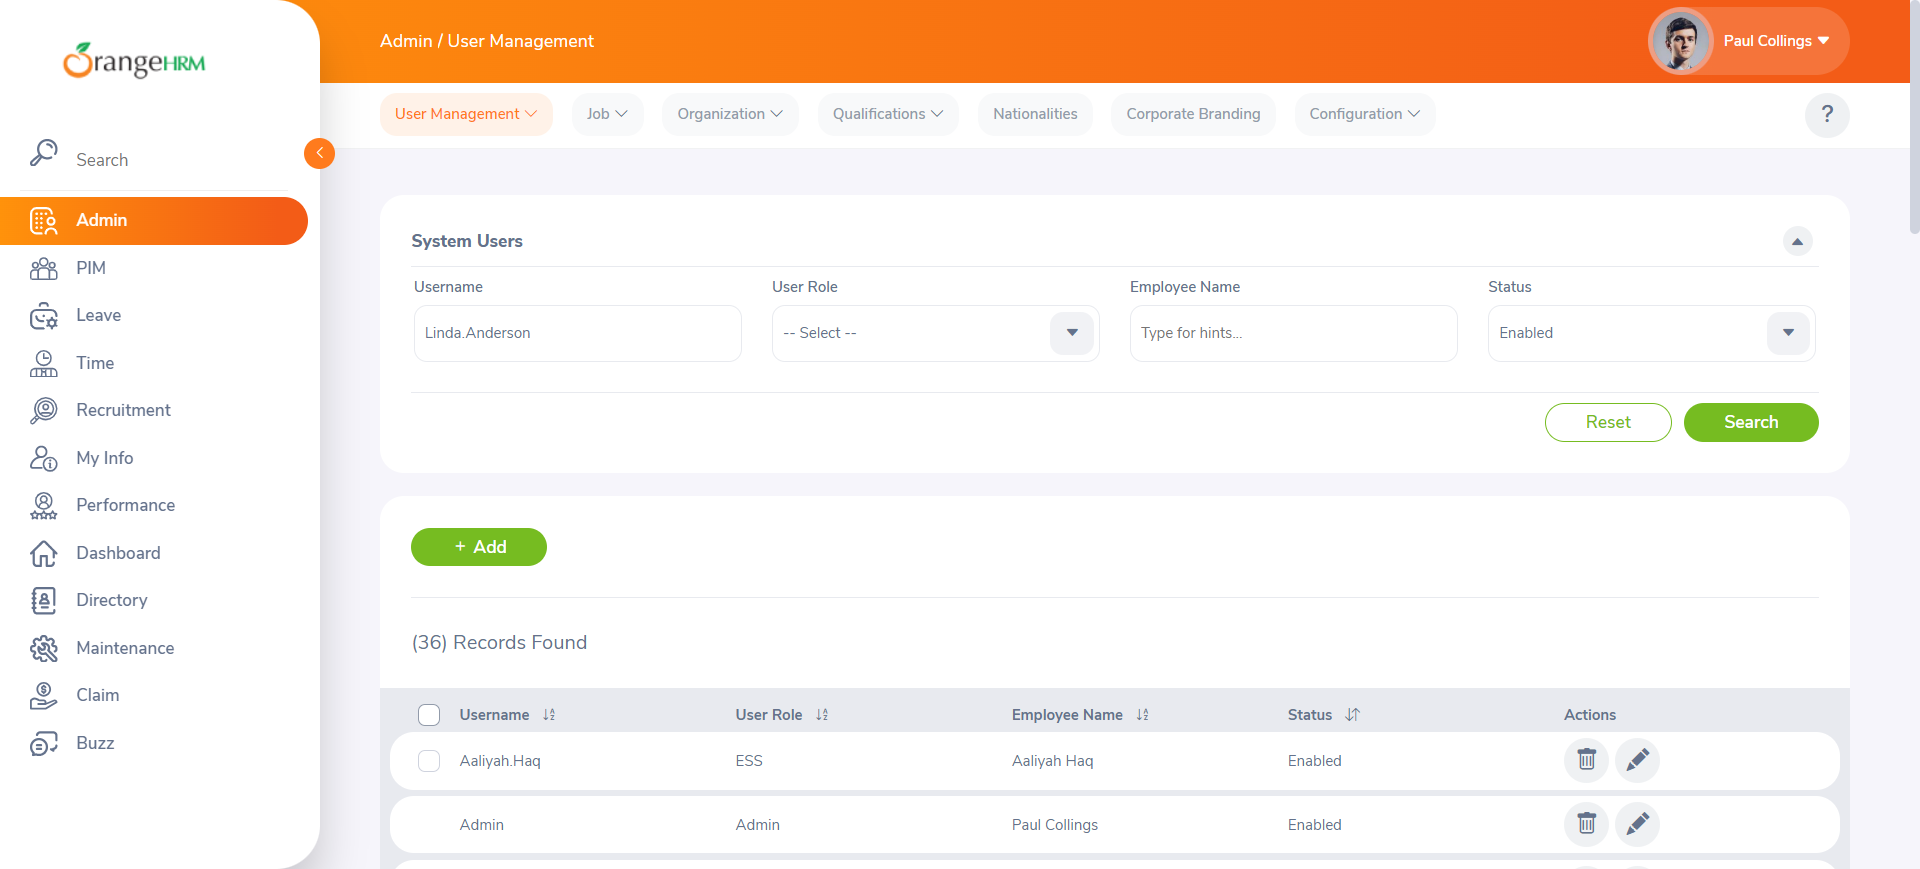 OrangeHRM
Admin / User Management
Paul Collings
User Management
Job
Organization
Qualifications
Nationalities
Corporate Branding
Configuration
?
Search
Admin
PIM
Leave
Time
Recruitment
My Info
Performance
Dashboard
Directory
Maintenance
Claim
Buzz
System Users
Username
User Role
Employee Name
Status
Linda.Anderson
-- Select --
Type for hints...
Enabled
Reset
Search
+ Add
(36) Records Found
Username
User Role
Employee Name
Status
Actions
Aaliyah.Haq
ESS
Aaliyah Haq
Enabled
Admin
Admin
Paul Collings
Enabled